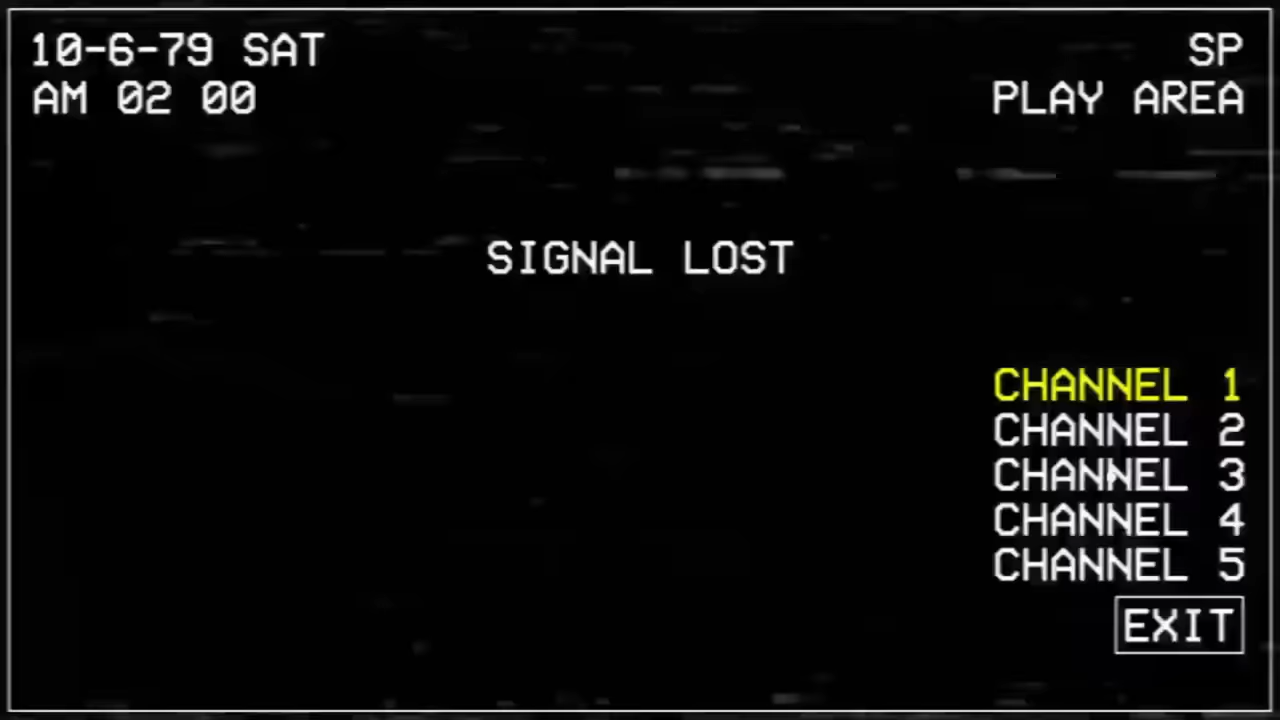 10-6-79 SAT
SP
AM 02 00
PLAY AREA
SIGNAL LOST
CHANNEL 1
CHANNEL 2
CHANNEL 3
CHANNEL 4
CHANNEL 5
EXIT